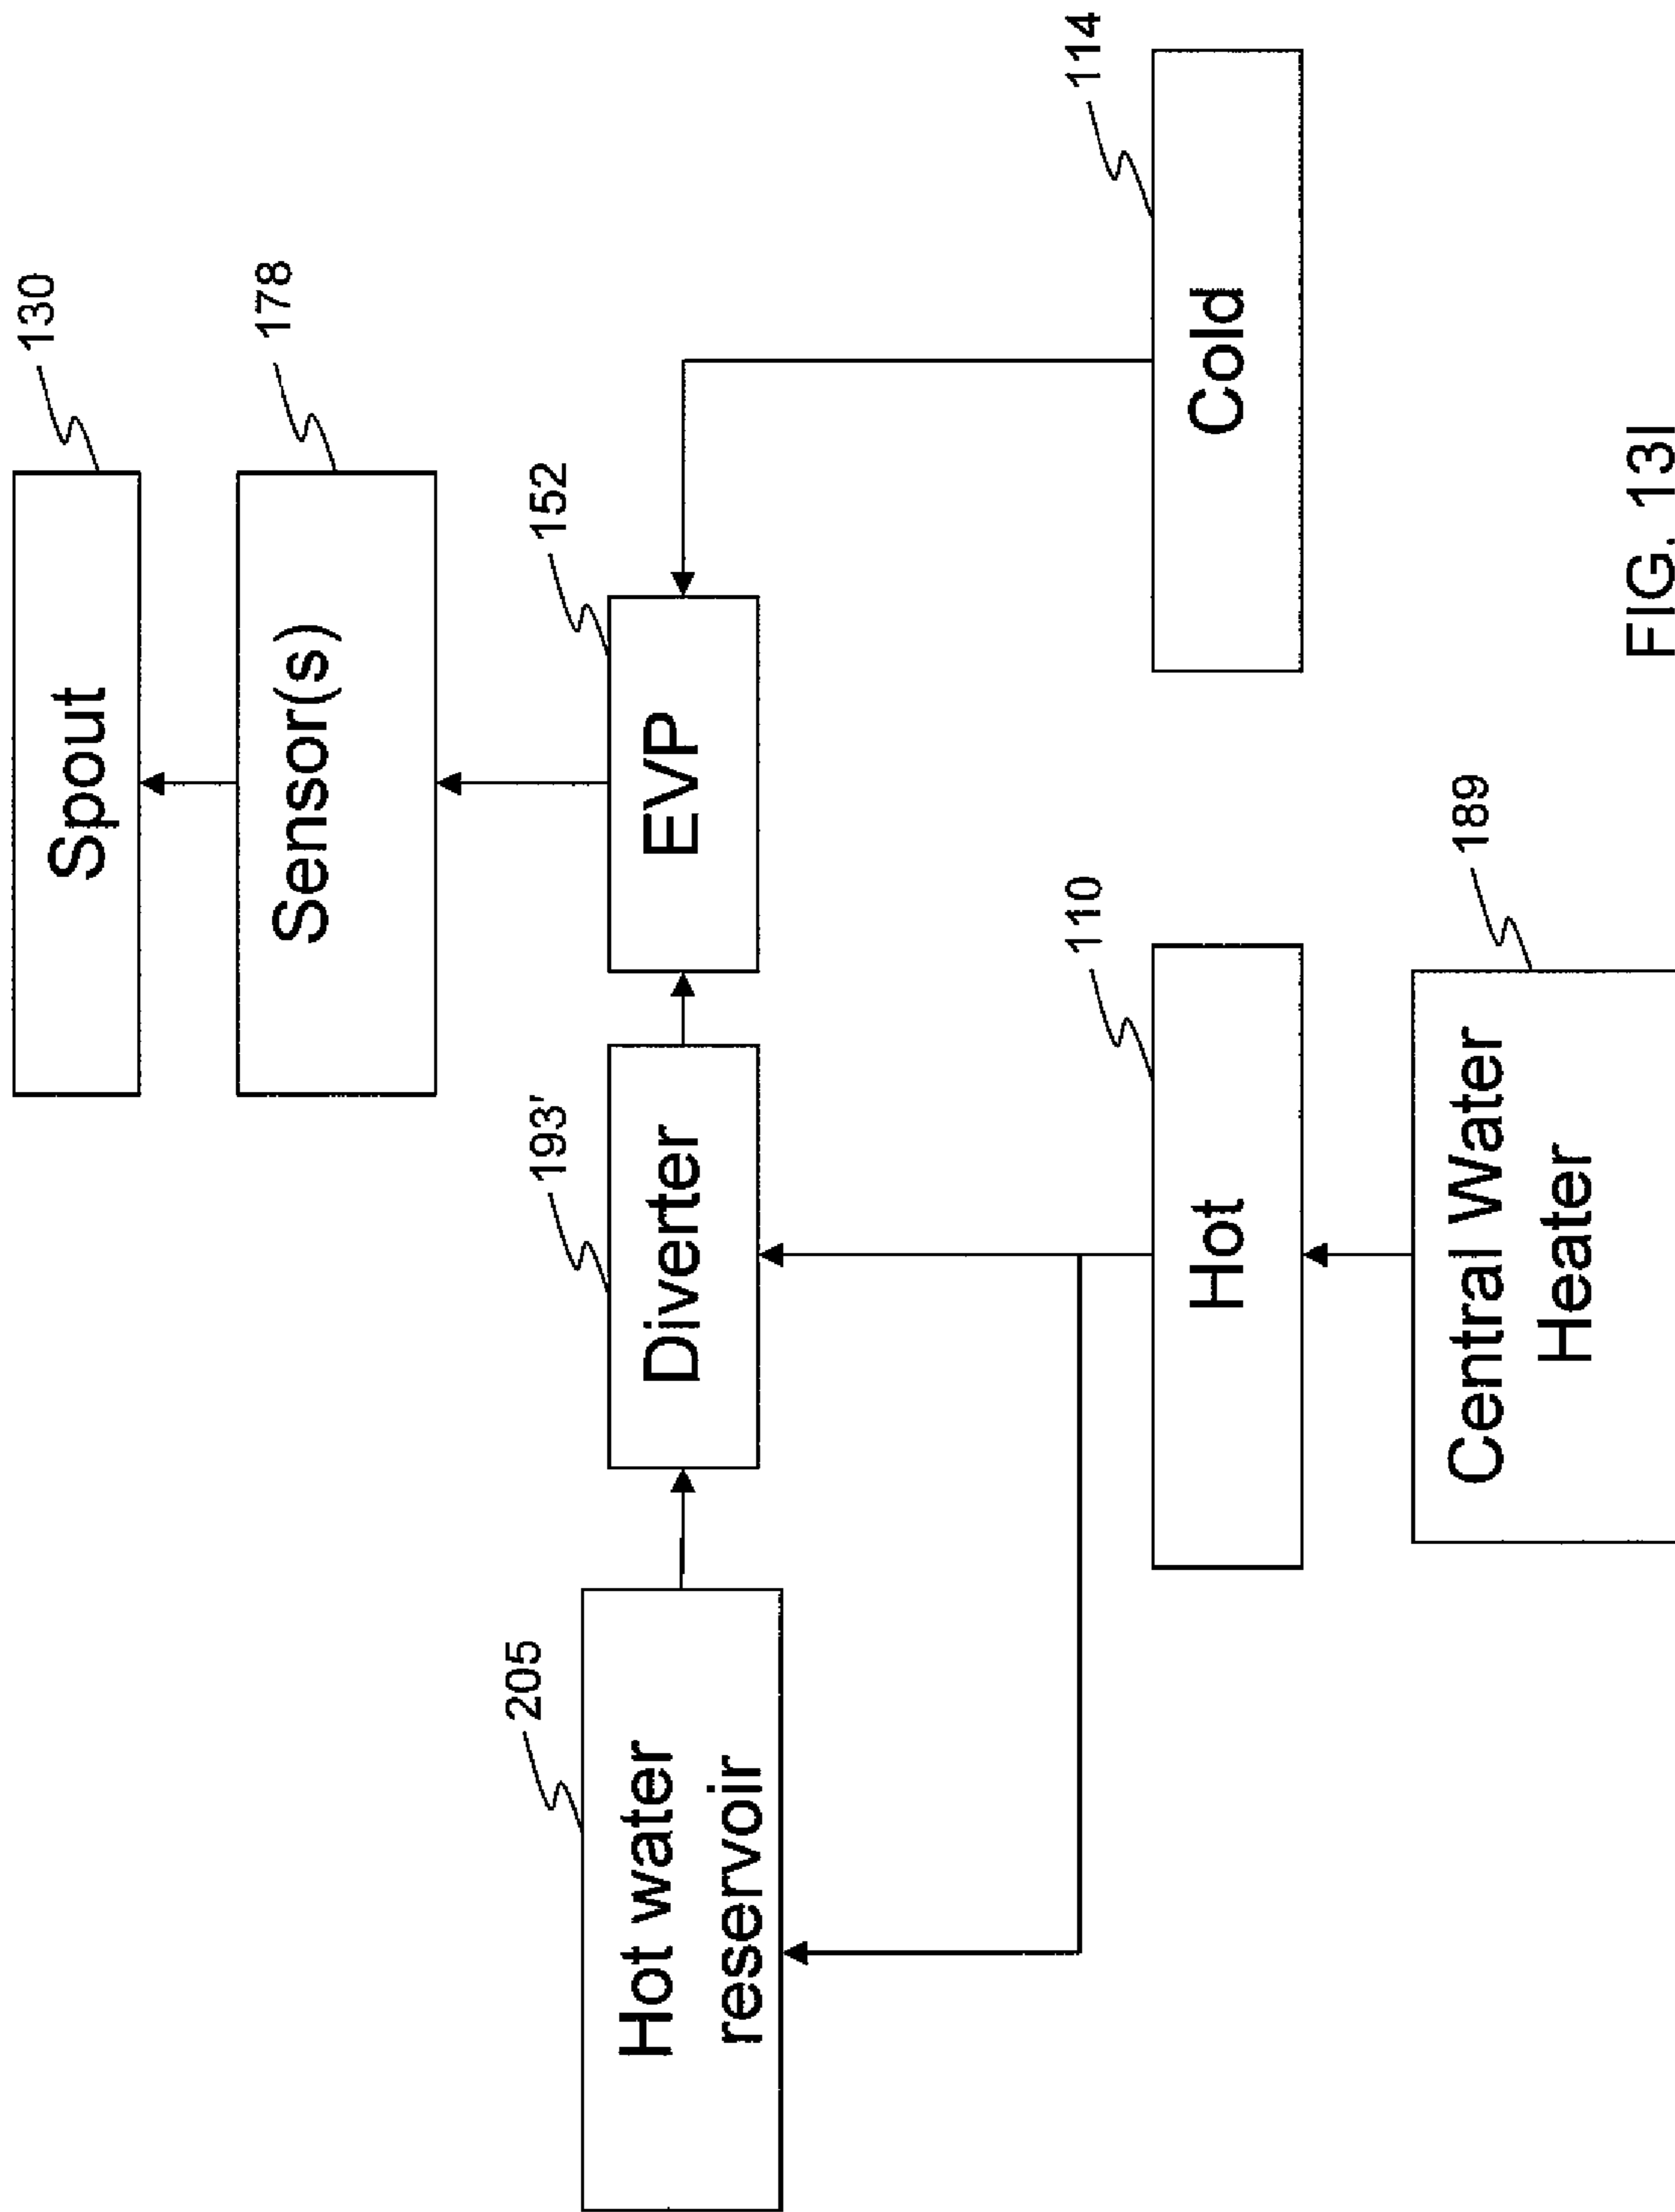 130
Spout
178
Sensor(s)
205
193'
152
Hot water
reservoir
Diverter
EVP
110
114
Hot
Cold
189
Central Water
Heater
FIG. 13I